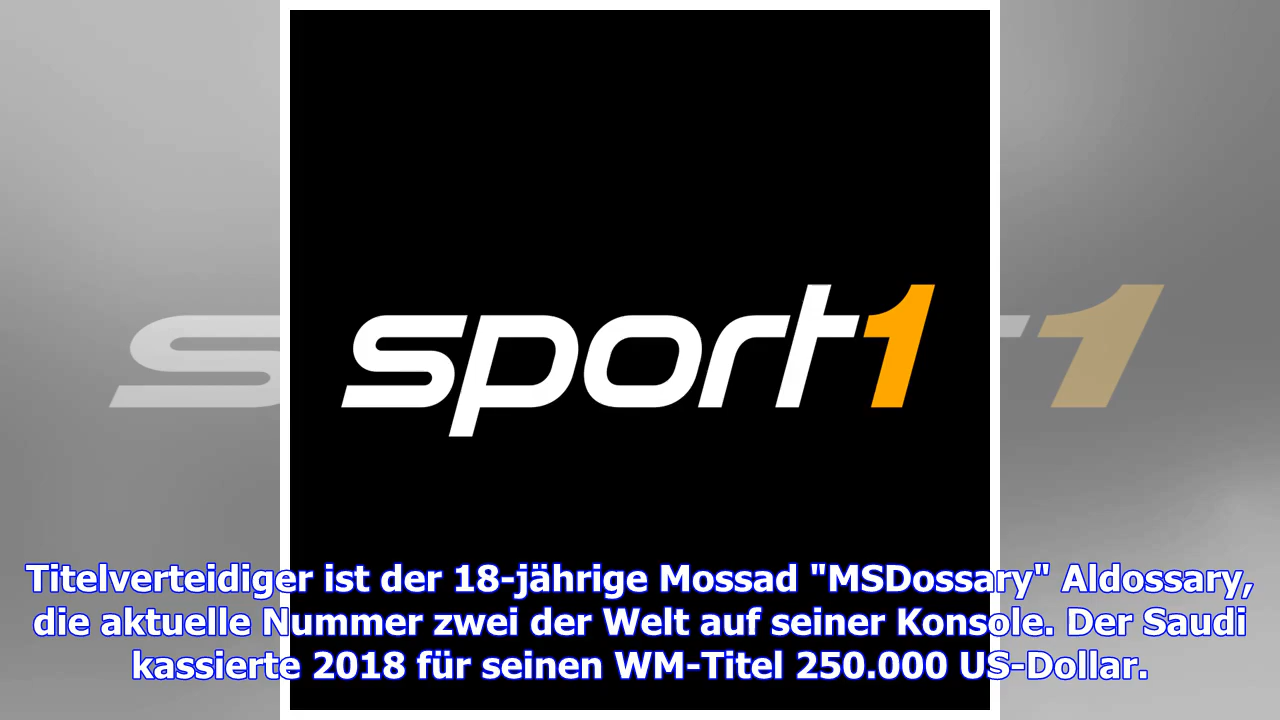 sport1
Titelverteidiger ist der 18-jährige Mossad "MSDossary" Aldossary,
die aktuelle Nummer zwei der Welt auf seiner Konsole. Der Saudi
kassierte 2018 für seinen WM-Titel 250.000 US-Dollar.